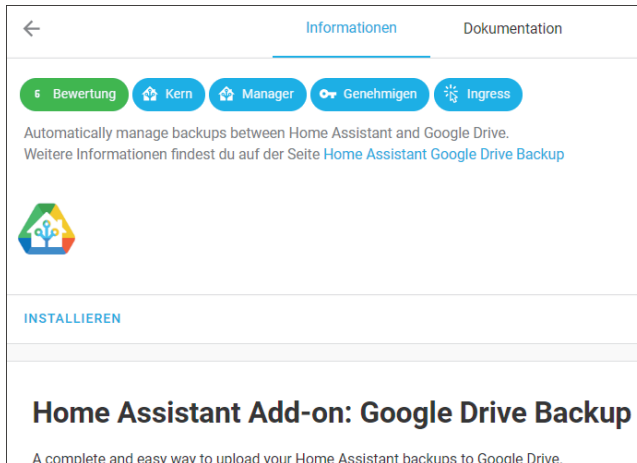 Informationen Dokumentation
6 Bewertung Kern Manager Genehmigen Ingress
Automatically manage backups between Home Assistant and Google Drive.
Weitere Informationen findest du auf der Seite Home Assistant Google Drive Backup
INSTALLIEREN
Home Assistant Add-on: Google Drive Backup
A complete and easy way to upload your Home Assistant backups to Google Drive.